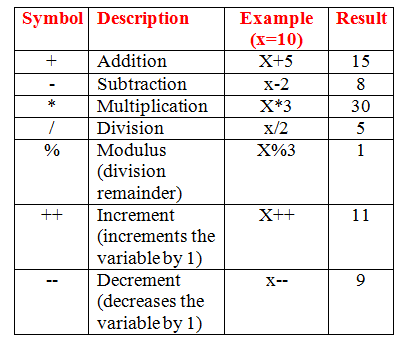 Symbol Description Example Result
(x=10)
+ Addition X+5 15
- Subtraction x-2 8
* Multiplication X*3 30
/ Division x/2 5
% Modulus X%3 1
(division
remainder)
++ Increment X++ 11
(increments the
variable by 1)
-- Decrement x-- 9
(decreases the
variable by 1)